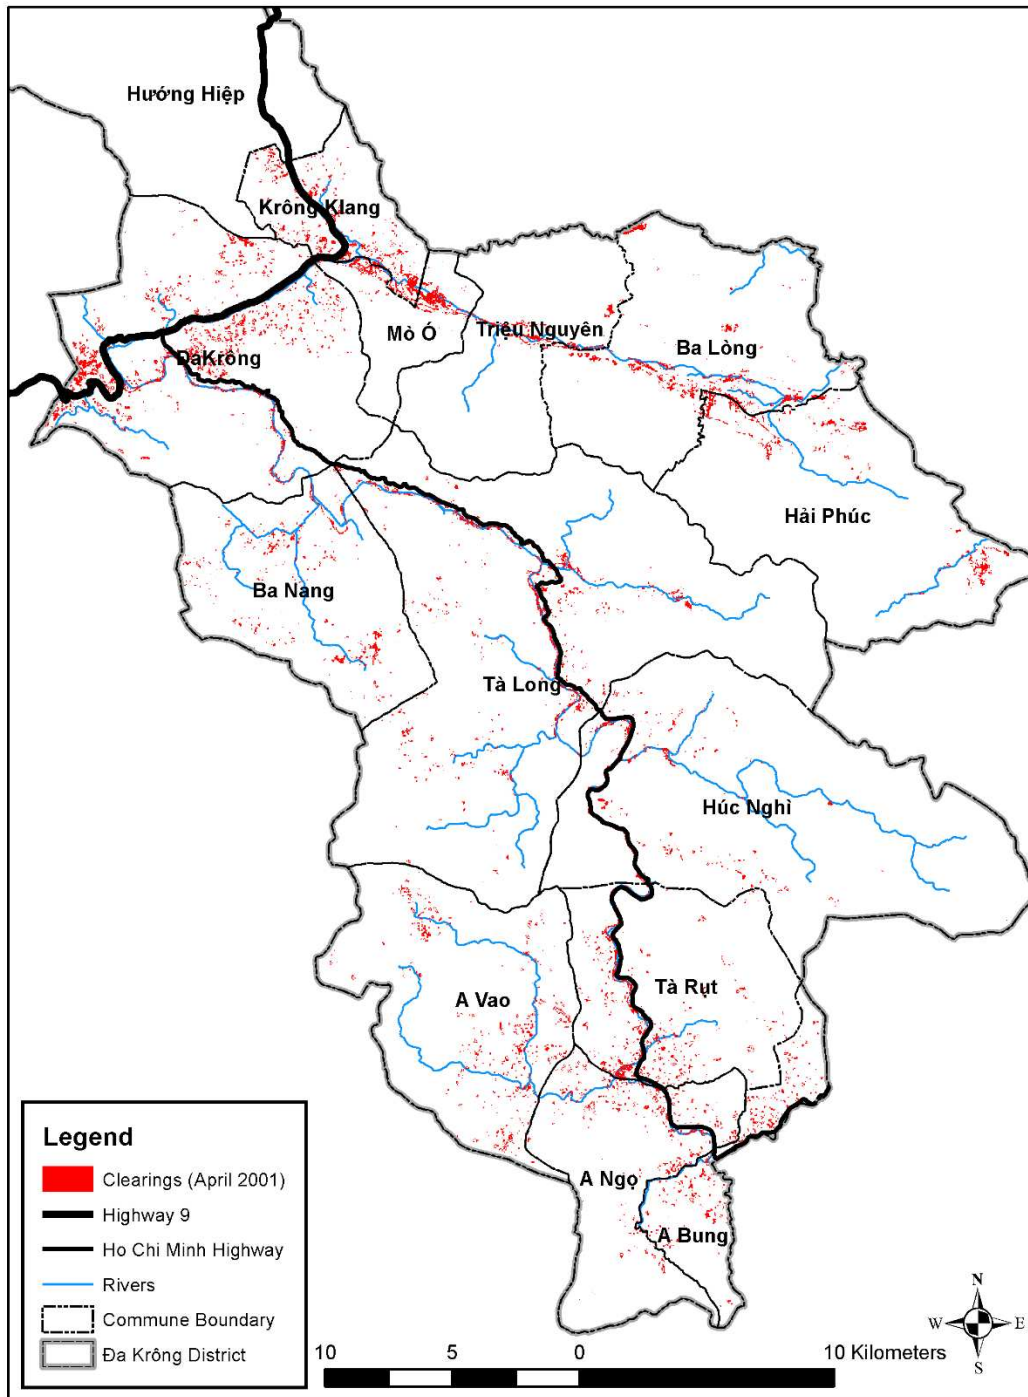 Hướng Hiệp
Krông Klang
Mò Ó
Triệu Nguyên
Ba Lòng
ĐaKrông
Hải Phúc
Ba Nang
Tà Long
Húc Nghì
A Vao
Tà Rụt
A Ngọ
A Bung
Legend
Clearings (April 2001)
Highway 9
Ho Chi Minh Highway
Rivers
Commune Boundary
Đa Krông District
10 5 0 10 Kilometers
N
W E
S